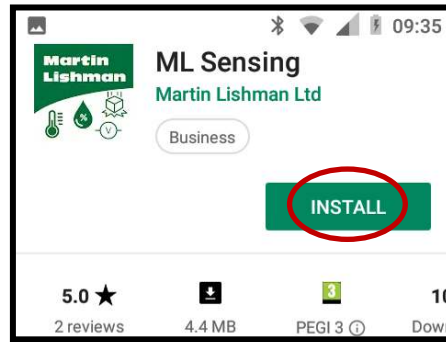 09:35
Martin
Lishman
ML Sensing
Martin Lishman Ltd
% V
Business
INSTALL
5.0 ★ 3 10
2 reviews 4.4 MB PEGI 3 ⓘ Down